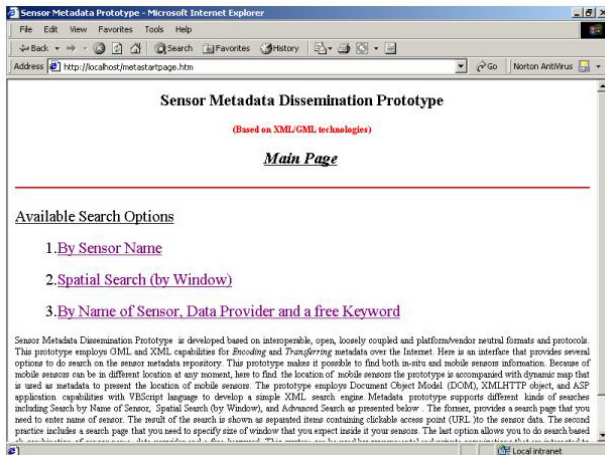 Sensor Metadata Prototype - Microsoft Internet Explorer
File Edit View Favorites Tools Help
Back Search Favorites History
Address http://localhost/metastartpage.htm Go Norton AntiVirus
Sensor Metadata Dissemination Prototype
(Based on XML/GML technologies)
Main Page
Available Search Options
1.By Sensor Name
2.Spatial Search (by Window)
3.By Name of Sensor, Data Provider and a free Keyword
Sensor Metadata Dissemination Prototype is developed based on interoperable, open, loosely coupled and platform/vendor neutral formats and protocols.
This prototype employs GML and XML capabilities for Encoding and Transferring metadata over the Internet. Here is an interface that provides several
options to do search on the sensor metadata repository. This prototype makes it possible to find both in-situ and mobile sensors information. Because of
mobile sensors can be in different location at any moment, here to find the location of mobile sensors the prototype is accompanied with dynamic map that
is used as metadata to present the location of mobile sensors. The prototype employs Document Object Model (DOM), XMLHTTP object, and ASP
application capabilities with VBScript language to develop a simple XML search engine. Metadata prototype supports different kinds of searches
including Search by Name of Sensor, Spatial Search (by Window), and Advanced Search as presented below . The former, provides a search page that you
need to enter name of sensor. The result of the search is shown as separated items containing clickable access point (URL )to the sensor data. The second
practice includes a search page that you need to specify size of window that you expect inside it your sensors. The last option allows you to do search based
Local intranet